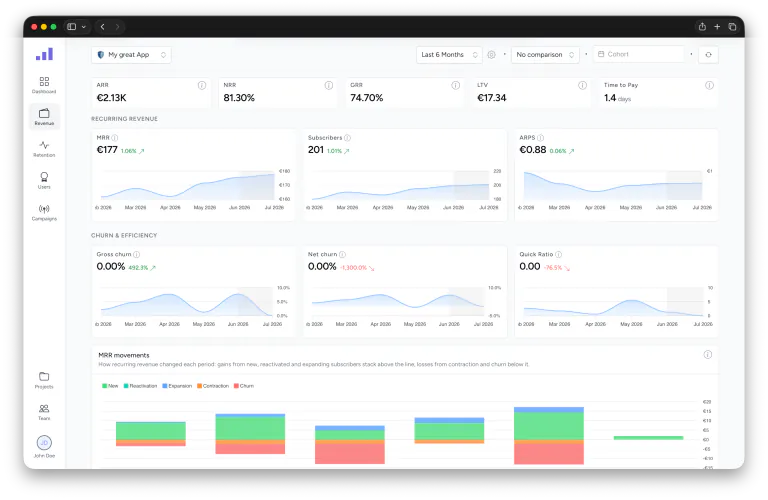 My great App
Last 6 Months
No comparison
Cohort
Dashboard
Revenue
Retention
Users
Campaigns
Projects
Team
JD
John Doe
ARR
€2.13K
NRR
81.30%
GRR
74.70%
LTV
€17.34
Time to Pay
1.4 days
RECURRING REVENUE
MRR
€177 1.06%
€180
€170
€160
b 2026 Mar 2026 Apr 2026 May 2026 Jun 2026 Jul 2026
Subscribers
201 1.01%
220
200
180
b 2026 Mar 2026 Apr 2026 May 2026 Jun 2026 Jul 2026
ARPS
€0.88 0.06%
€1
b 2026 Mar 2026 Apr 2026 May 2026 Jun 2026 Jul 2026
CHURN & EFFICIENCY
Gross churn
0.00% 492.3%
10.0%
5.0%
0.0%
b 2026 Mar 2026 Apr 2026 May 2026 Jun 2026 Jul 2026
Net churn
0.00% -1,300.0%
10.0%
b 2026 Mar 2026 Apr 2026 May 2026 Jun 2026 Jul 2026
Quick Ratio
0.00 -76.5%
10
5
0
b 2026 Mar 2026 Apr 2026 May 2026 Jun 2026 Jul 2026
MRR movements
How recurring revenue changed each period: gains from new, reactivated and expanding subscribers stack above the line, losses from contraction and churn below it.
New Reactivation Expansion Contraction Churn
€20
€15
€10
€5
€0
-€5
-€10
-€15